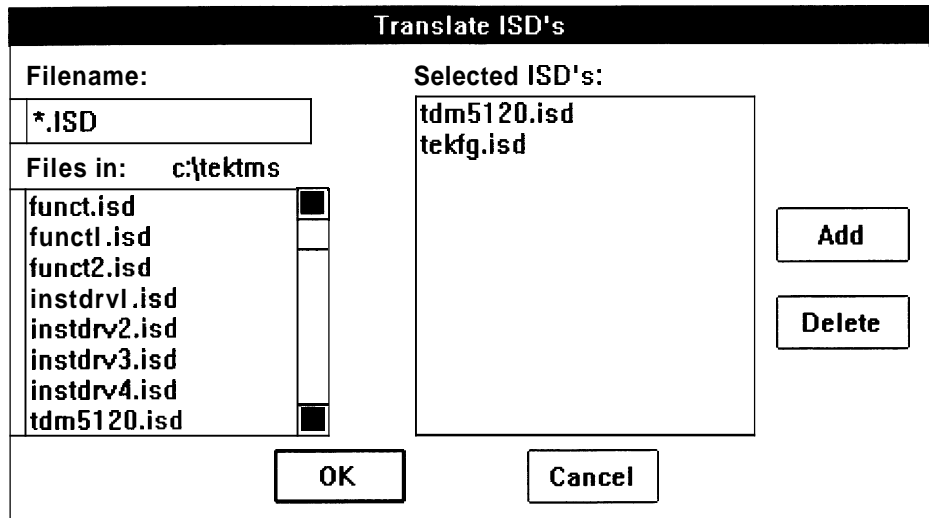 Translate ISD's
Filename:
*.ISD
Files in: c:\tektms
funct.isd
functl.isd
funct2.isd
instdrvl.isd
instdrv2.isd
instdrv3.isd
instdrv4.isd
tdm5120.isd
Selected ISD's:
tdm5120.isd
tekfg.isd
Add
Delete
OK
Cancel